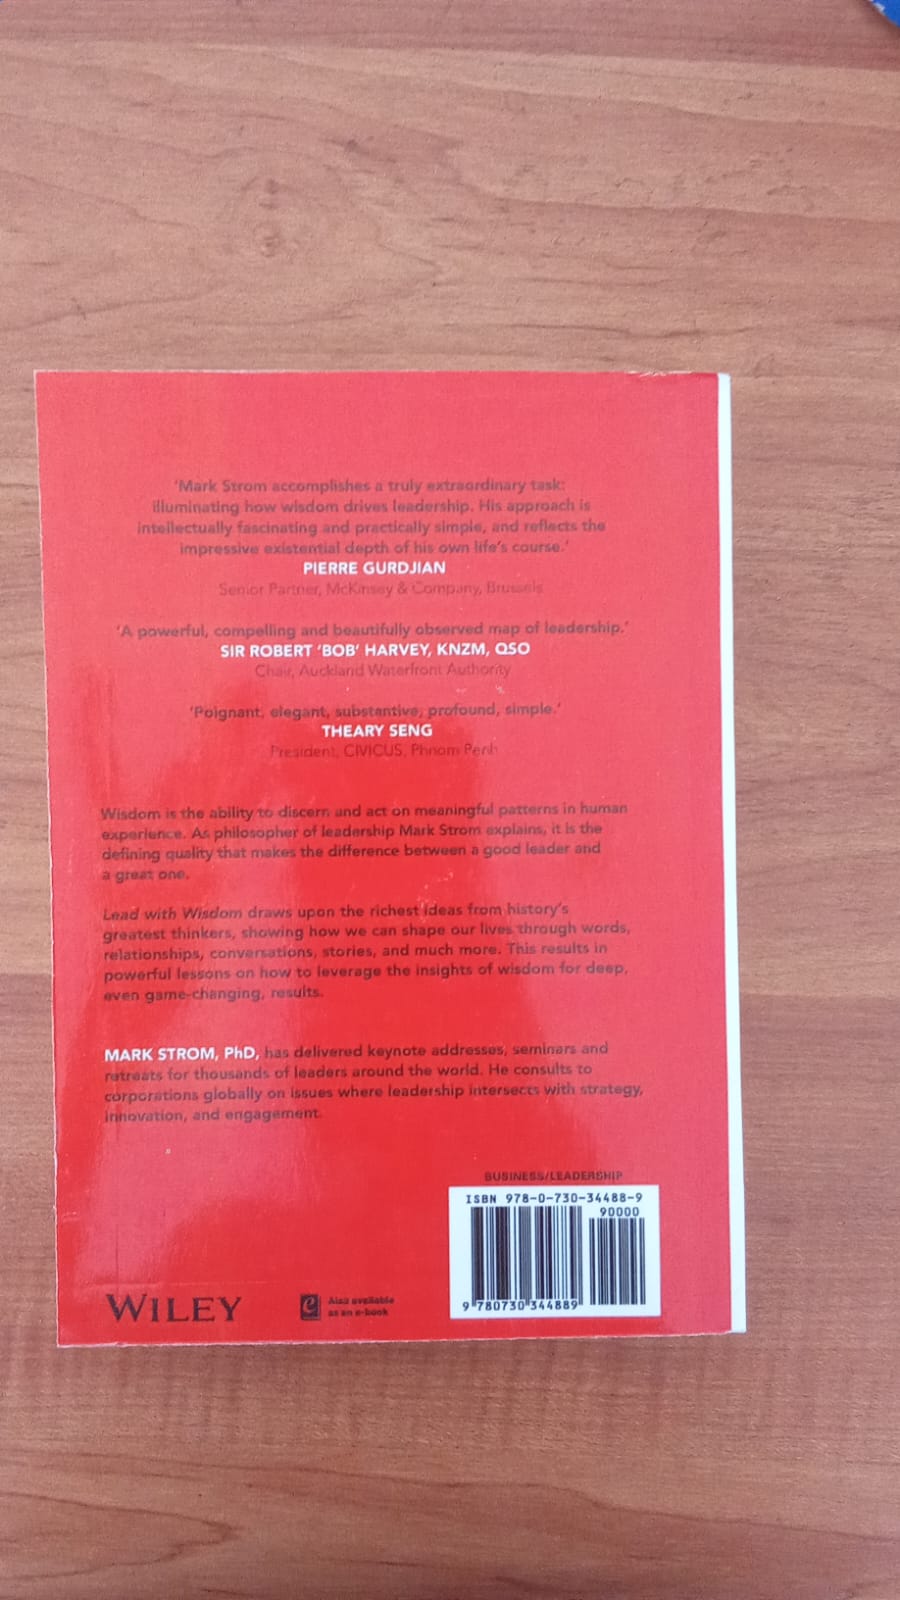 'Mark Strom accomplishes a truly extraordinary task:
illuminating how wisdom drives leadership. His approach is
intellectually fascinating and practically simple, and reflects the
impressive existential depth of his own life's course.'
PIERRE GURDJIAN
Senior Partner, McKinsey & Company, Brussels
'A powerful, compelling and beautifully observed map of leadership.'
SIR ROBERT 'BOB' HARVEY, KNZM, QSO
Chair, Auckland Waterfront Authority
'Poignant, elegant, substantive, profound, simple.'
THEARY SENG
President, CIVICUS, Phnom Penh
Wisdom is the ability to discern and act on meaningful patterns in human
experience. As philosopher of leadership Mark Strom explains, it is the
defining quality that makes the difference between a good leader and
a great one.
Lead with Wisdom draws upon the richest ideas from history's
greatest thinkers, showing how we can shape our lives through words,
relationships, conversations, stories, and much more. This results in
powerful lessons on how to leverage the insights of wisdom for deep,
even game-changing, results.
MARK STROM, PhD, has delivered keynote addresses, seminars and
retreats for thousands of leaders around the world. He consults to
corporations globally on issues where leadership intersects with strategy,
innovation, and engagement.
BUSINESS/LEADERSHIP
ISBN 978-0-730-34488-9
90000
9 780730 344889
WILEY
e
Also available
as an e-book